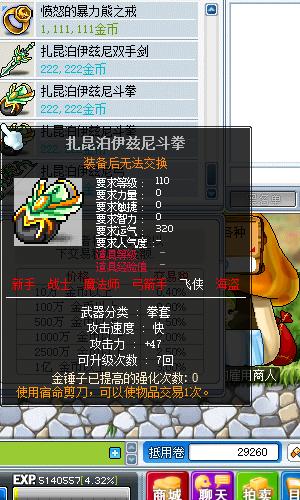 愤怒的暴力熊之戒
1,111,111金币
扎昆泊伊兹尼双手剑
222,222金币
扎昆泊伊兹尼斗拳
222,222金币
扎昆泊伊兹尼斗拳
装备后无法交换
要求等级 : 110
要求力量 : 0
要求敏捷 : 0
要求智力 : 0
要求运气 : 320
要求人气度 : -
道具等级 : -
道具经验值 : -
新手 战士 魔法师 弓箭手 飞侠 海盗
武器分类 : 拳套
攻击速度 : 快
攻击力 : +47
可升级次数 : 7回
金锤子已提高的强化次数: 0
使用宿命剪刀，可以使物品交易1次。
雇用商人
抵用卷 29260
EXP. 5140557[4.32%]
商城 聊天 拍卖